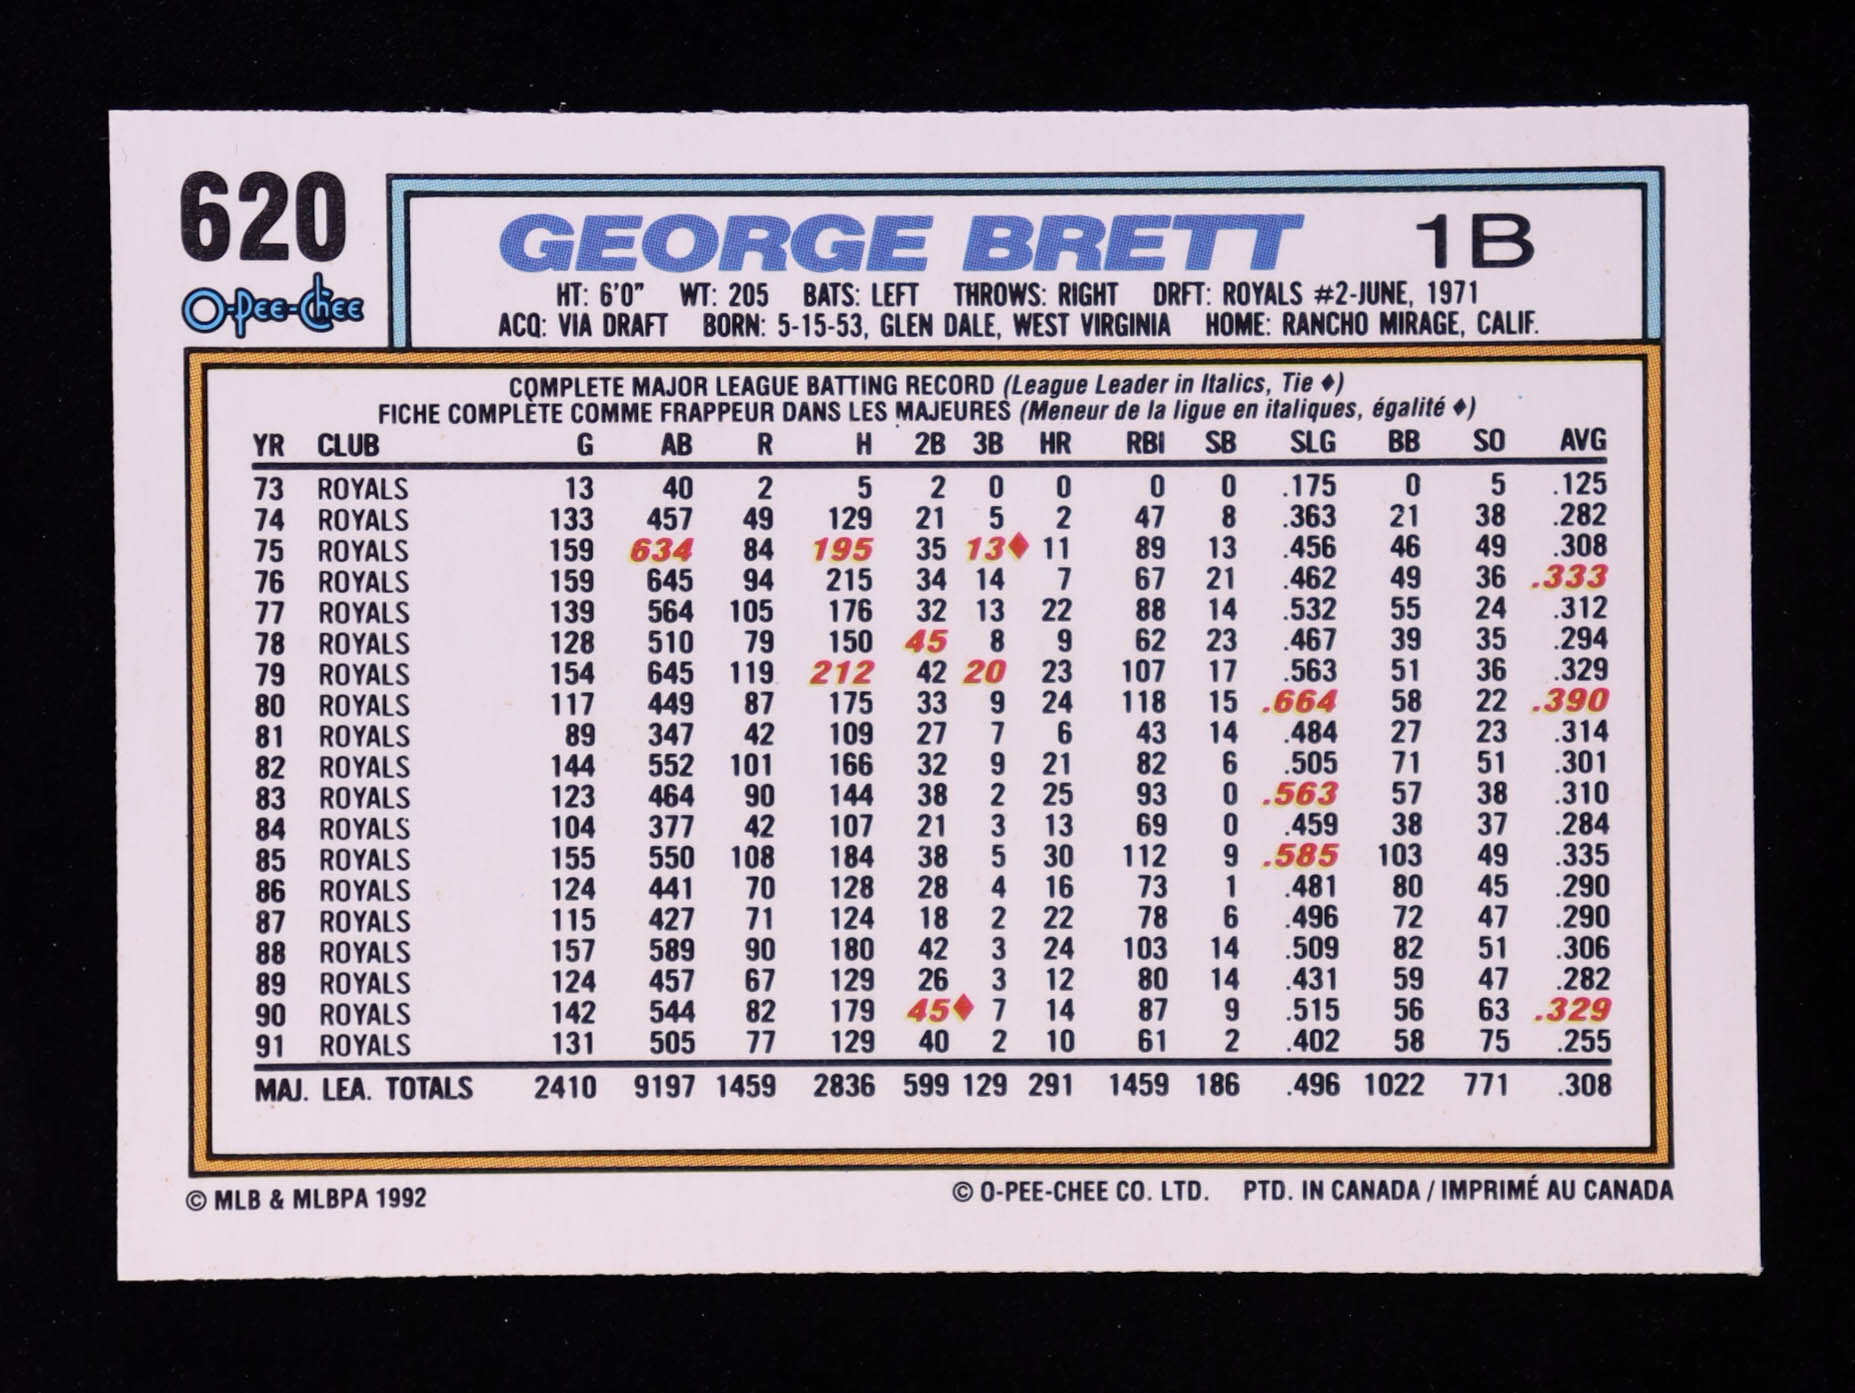 620
O-Pee-Chee
GEORGE BRETT 1B
HT: 6'0" WT: 205 BATS: LEFT THROWS: RIGHT DRFT: ROYALS #2-JUNE, 1971
ACQ: VIA DRAFT BORN: 5-15-53, GLEN DALE, WEST VIRGINIA HOME: RANCHO MIRAGE, CALIF.
COMPLETE MAJOR LEAGUE BATTING RECORD (League Leader in Italics, Tie ♦)
FICHE COMPLÈTE COMME FRAPPEUR DANS LES MAJEURES (Meneur de la ligue en italiques, égalité ♦)
YR CLUB G AB R H 2B 3B HR RBI SB SLG BB SO AVG
73 ROYALS 13 40 2 5 2 0 0 0 0 .175 0 5 .125
74 ROYALS 133 457 49 129 21 5 2 47 8 .363 21 38 .282
75 ROYALS 159 634 84 195 35 13♦ 11 89 13 .456 46 49 .308
76 ROYALS 159 645 94 215 34 14 7 67 21 .462 49 36 .333
77 ROYALS 139 564 105 176 32 13 22 88 14 .532 55 24 .312
78 ROYALS 128 510 79 150 45 8 9 62 23 .467 39 35 .294
79 ROYALS 154 645 119 212 42 20 23 107 17 .563 51 36 .329
80 ROYALS 117 449 87 175 33 9 24 118 15 .664 58 22 .390
81 ROYALS 89 347 42 109 27 7 6 43 14 .484 27 23 .314
82 ROYALS 144 552 101 166 32 9 21 82 6 .505 71 51 .301
83 ROYALS 123 464 90 144 38 2 25 93 0 .563 57 38 .310
84 ROYALS 104 377 42 107 21 3 13 69 0 .459 38 37 .284
85 ROYALS 155 550 108 184 38 5 30 112 9 .585 103 49 .335
86 ROYALS 124 441 70 128 28 4 16 73 1 .481 80 45 .290
87 ROYALS 115 427 71 124 18 2 22 78 6 .496 72 47 .290
88 ROYALS 157 589 90 180 42 3 24 103 14 .509 82 51 .306
89 ROYALS 124 457 67 129 26 3 12 80 14 .431 59 47 .282
90 ROYALS 142 544 82 179 45♦ 7 14 87 9 .515 56 63 .329
91 ROYALS 131 505 77 129 40 2 10 61 2 .402 58 75 .255
MAJ. LEA. TOTALS 2410 9197 1459 2836 599 129 291 1459 186 .496 1022 771 .308
© MLB & MLBPA 1992 © O-PEE-CHEE CO. LTD. PTD. IN CANADA / IMPRIMÉ AU CANADA